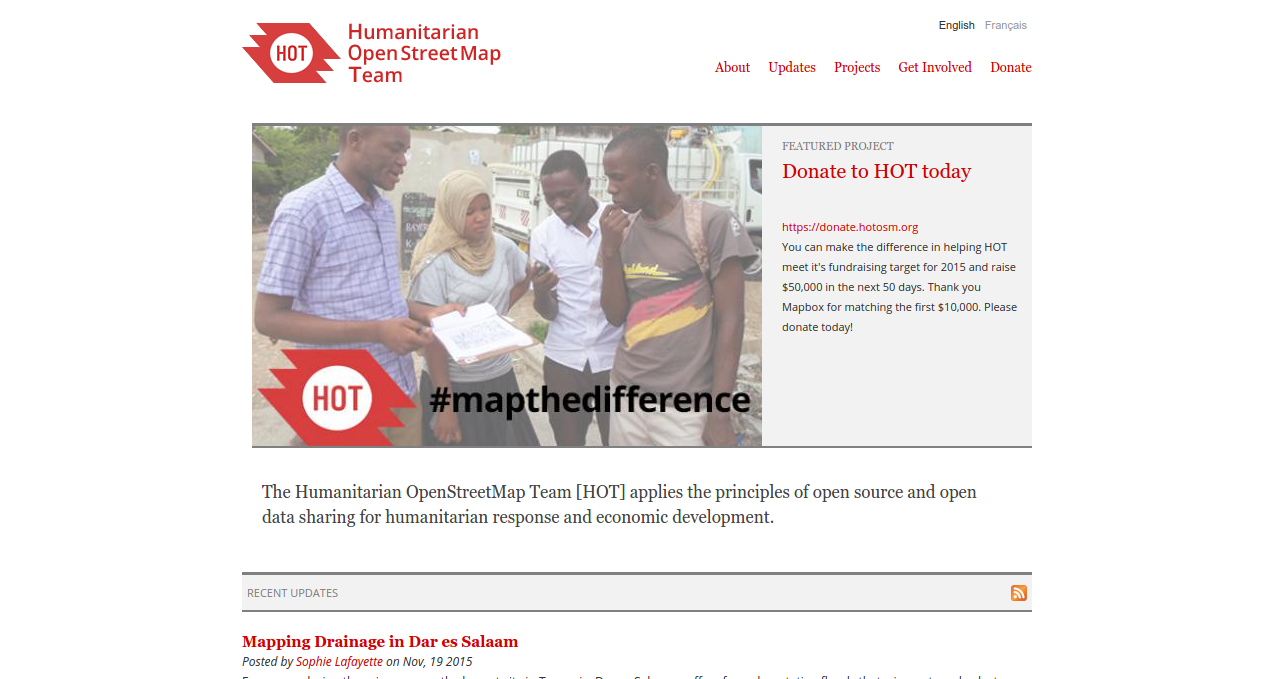 English Français
HOT
Humanitarian
OpenStreetMap
Team
About Updates Projects Get Involved Donate
FEATURED PROJECT
Donate to HOT today
https://donate.hotosm.org
You can make the difference in helping HOT
meet it's fundraising target for 2015 and raise
$50,000 in the next 50 days. Thank you
Mapbox for matching the first $10,000. Please
donate today!
HOT
#mapthedifference
The Humanitarian OpenStreetMap Team [HOT] applies the principles of open source and open
data sharing for humanitarian response and economic development.
RECENT UPDATES
Mapping Drainage in Dar es Salaam
Posted by Sophie Lafayette on Nov, 19 2015